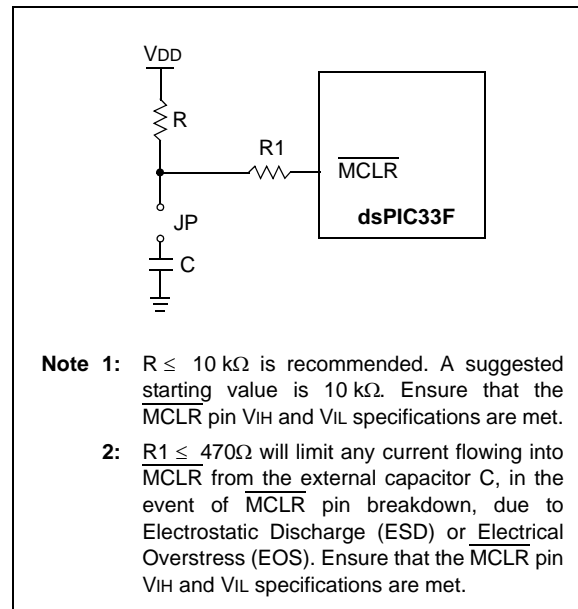 VDD
R
R1
MCLR
dsPIC33F
JP
C
Note 1: R ≤ 10 kΩ is recommended. A suggested
starting value is 10 kΩ. Ensure that the
MCLR pin VIH and VIL specifications are met.
2: R1 ≤ 470Ω will limit any current flowing into
MCLR from the external capacitor C, in the
event of MCLR pin breakdown, due to
Electrostatic Discharge (ESD) or Electrical
Overstress (EOS). Ensure that the MCLR pin
VIH and VIL specifications are met.